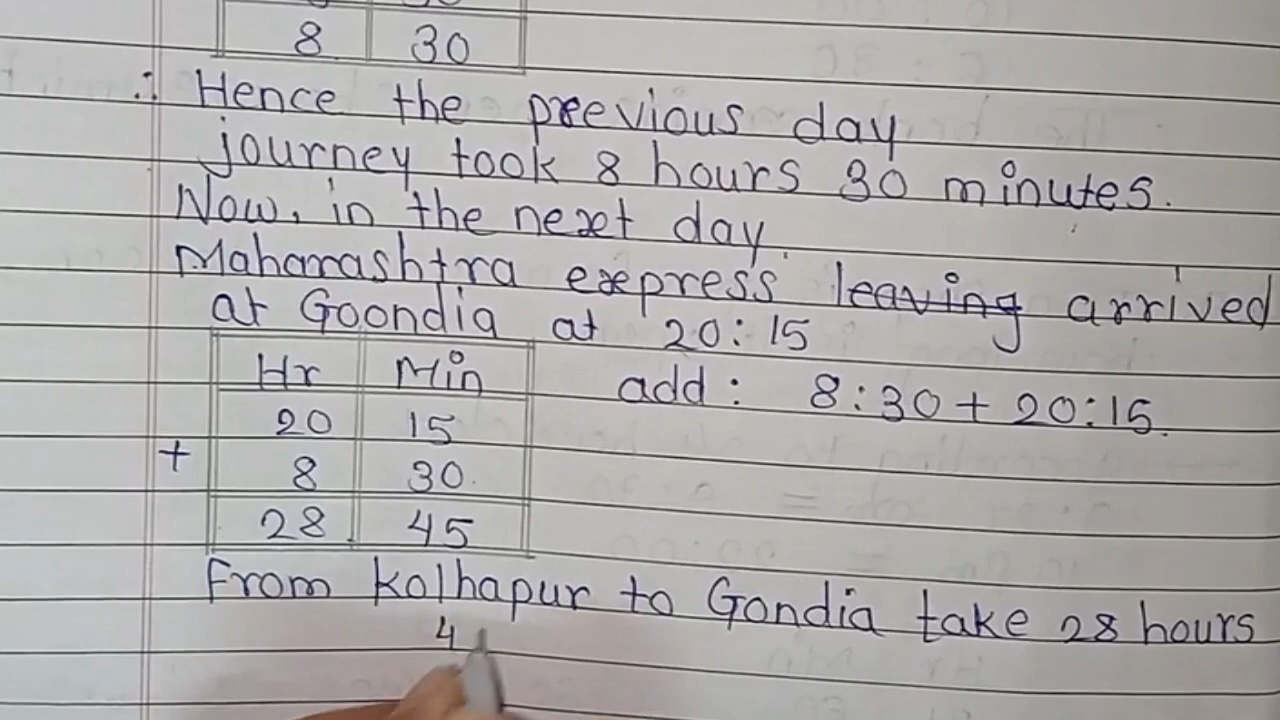 8 30
∴ Hence the previous day
journey took 8 hours 30 minutes.
Now, in the next day
Maharashtra express leaving arrived
at Goondia at 20:15
Hr Min add: 8:30 + 20:15.
20 15
+ 8 30
28 45
From Kolhapur to Gondia take 28 hours
4